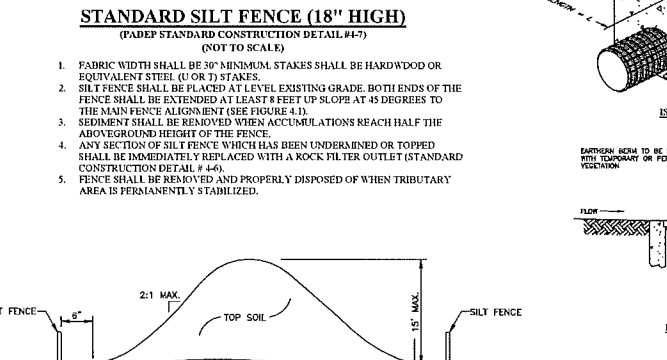 STANDARD SILT FENCE (18" HIGH)
(PADEP STANDARD CONSTRUCTION DETAIL #4-7)
(NOT TO SCALE)
1. FABRIC WIDTH SHALL BE 30" MINIMUM. STAKES SHALL BE HARDWOOD OR
EQUIVALENT STEEL (U OR T) STAKES.
2. SILT FENCE SHALL BE PLACED AT LEVEL EXISTING GRADE. BOTH ENDS OF THE
FENCE SHALL BE EXTENDED AT LEAST 8 FEET UP SLOPE AT 45 DEGREES TO
THE MAIN FENCE ALIGNMENT (SEE FIGURE 4.1).
3. SEDIMENT SHALL BE REMOVED WHEN ACCUMULATIONS REACH HALF THE
ABOVEGROUND HEIGHT OF THE FENCE.
4. ANY SECTION OF SILT FENCE WHICH HAS BEEN UNDERMINED OR TOPPED
SHALL BE IMMEDIATELY REPLACED WITH A ROCK FILTER OUTLET (STANDARD
CONSTRUCTION DETAIL # 4-6).
5. FENCE SHALL BE REMOVED AND PROPERLY DISPOSED OF WHEN TRIBUTARY
AREA IS PERMANENTLY STABILIZED.
LENGTH = L
EARTHERN BERM TO BE
WITH TEMPORARY OR PE
VEGETATION
FLOW
2:1 MAX.
T FENCE
6"
TOP SOIL
15' MAX.
SILT FENCE